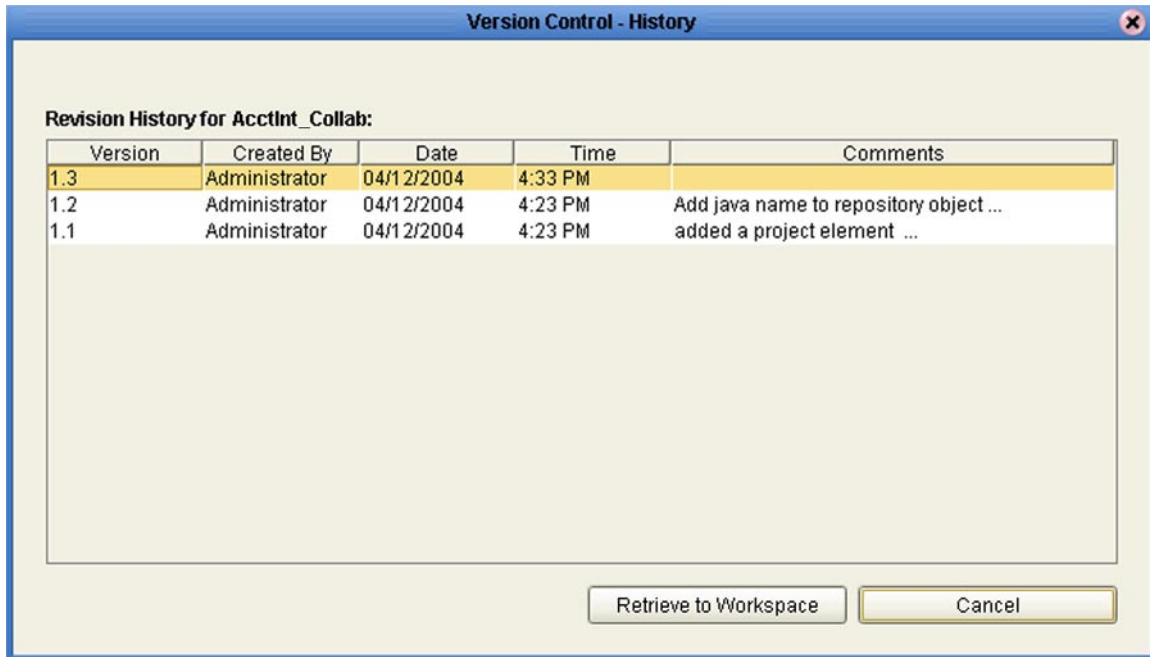 Version Control - History
Revision History for AcctInt_Collab:
Version Created By Date Time Comments
1.3 Administrator 04/12/2004 4:33 PM
1.2 Administrator 04/12/2004 4:23 PM Add java name to repository object ...
1.1 Administrator 04/12/2004 4:23 PM added a project element ...
Retrieve to Workspace Cancel